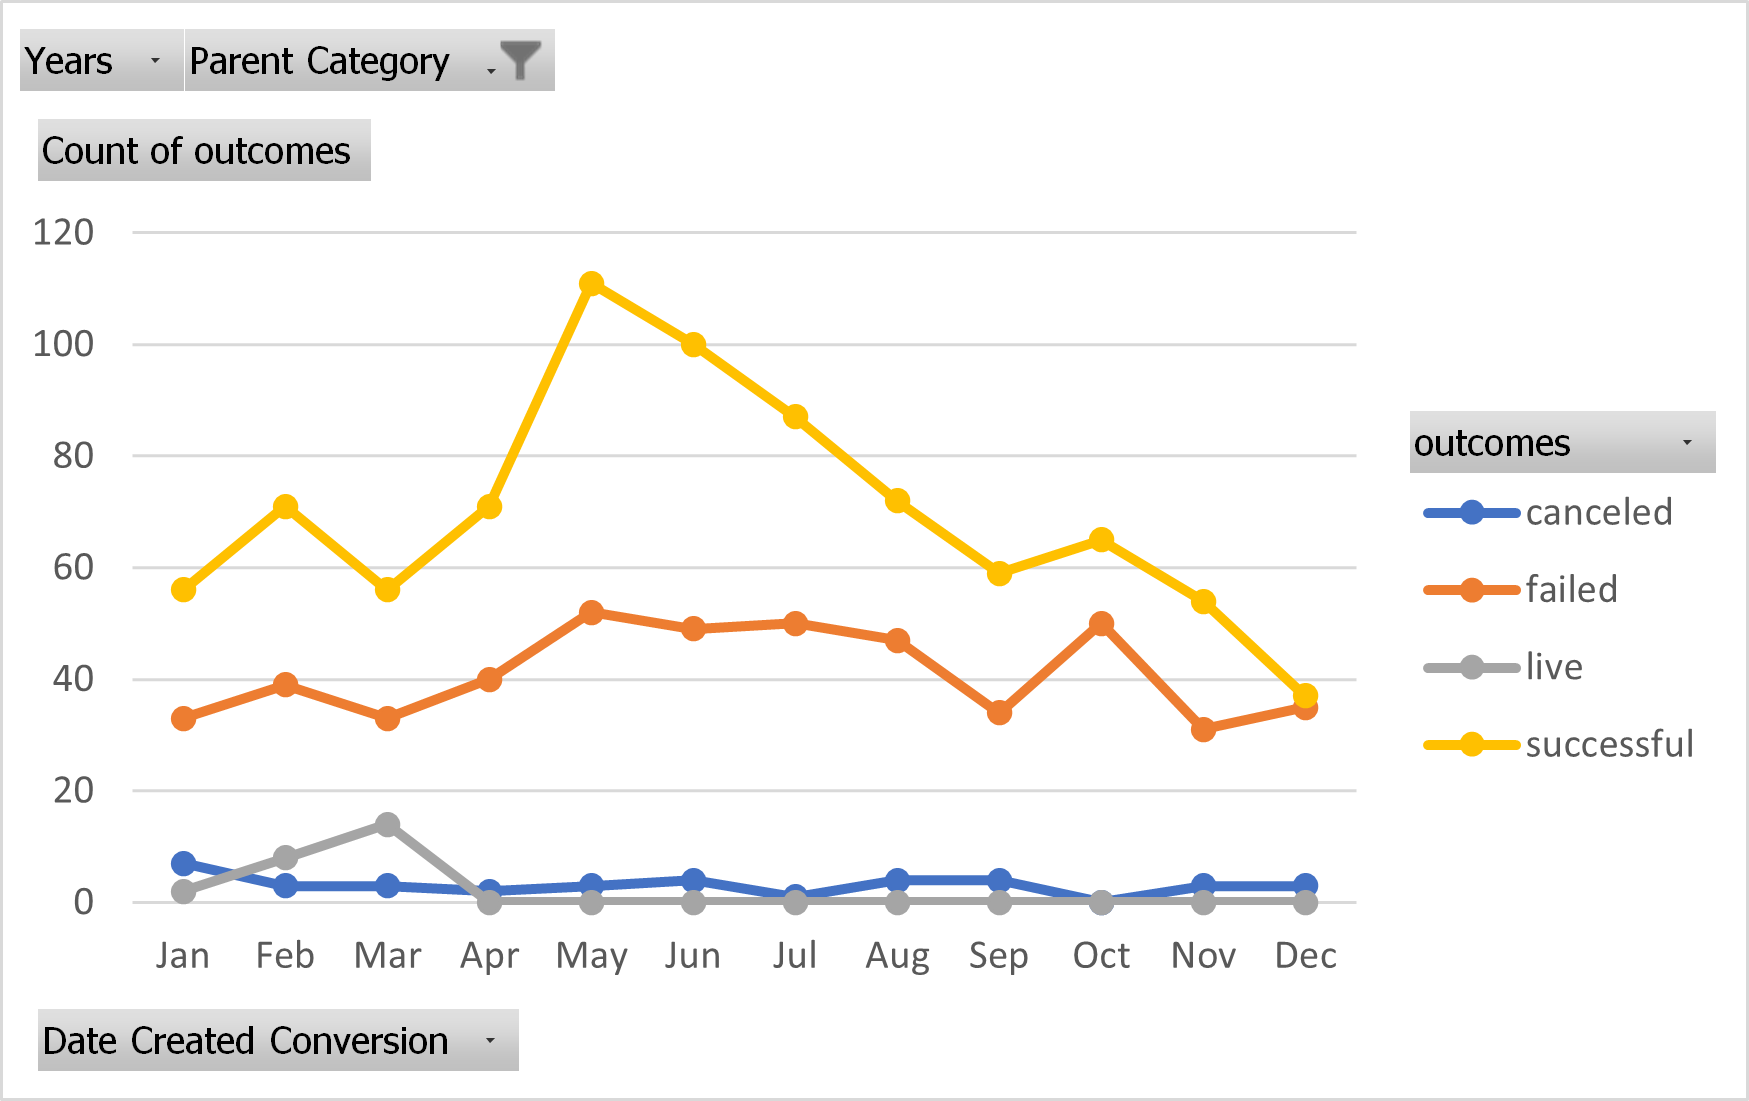 Years Parent Category
Count of outcomes
120
100
80
60
40
20
0
Jan Feb Mar Apr May Jun Jul Aug Sep Oct Nov Dec
outcomes
canceled
failed
live
successful
Date Created Conversion